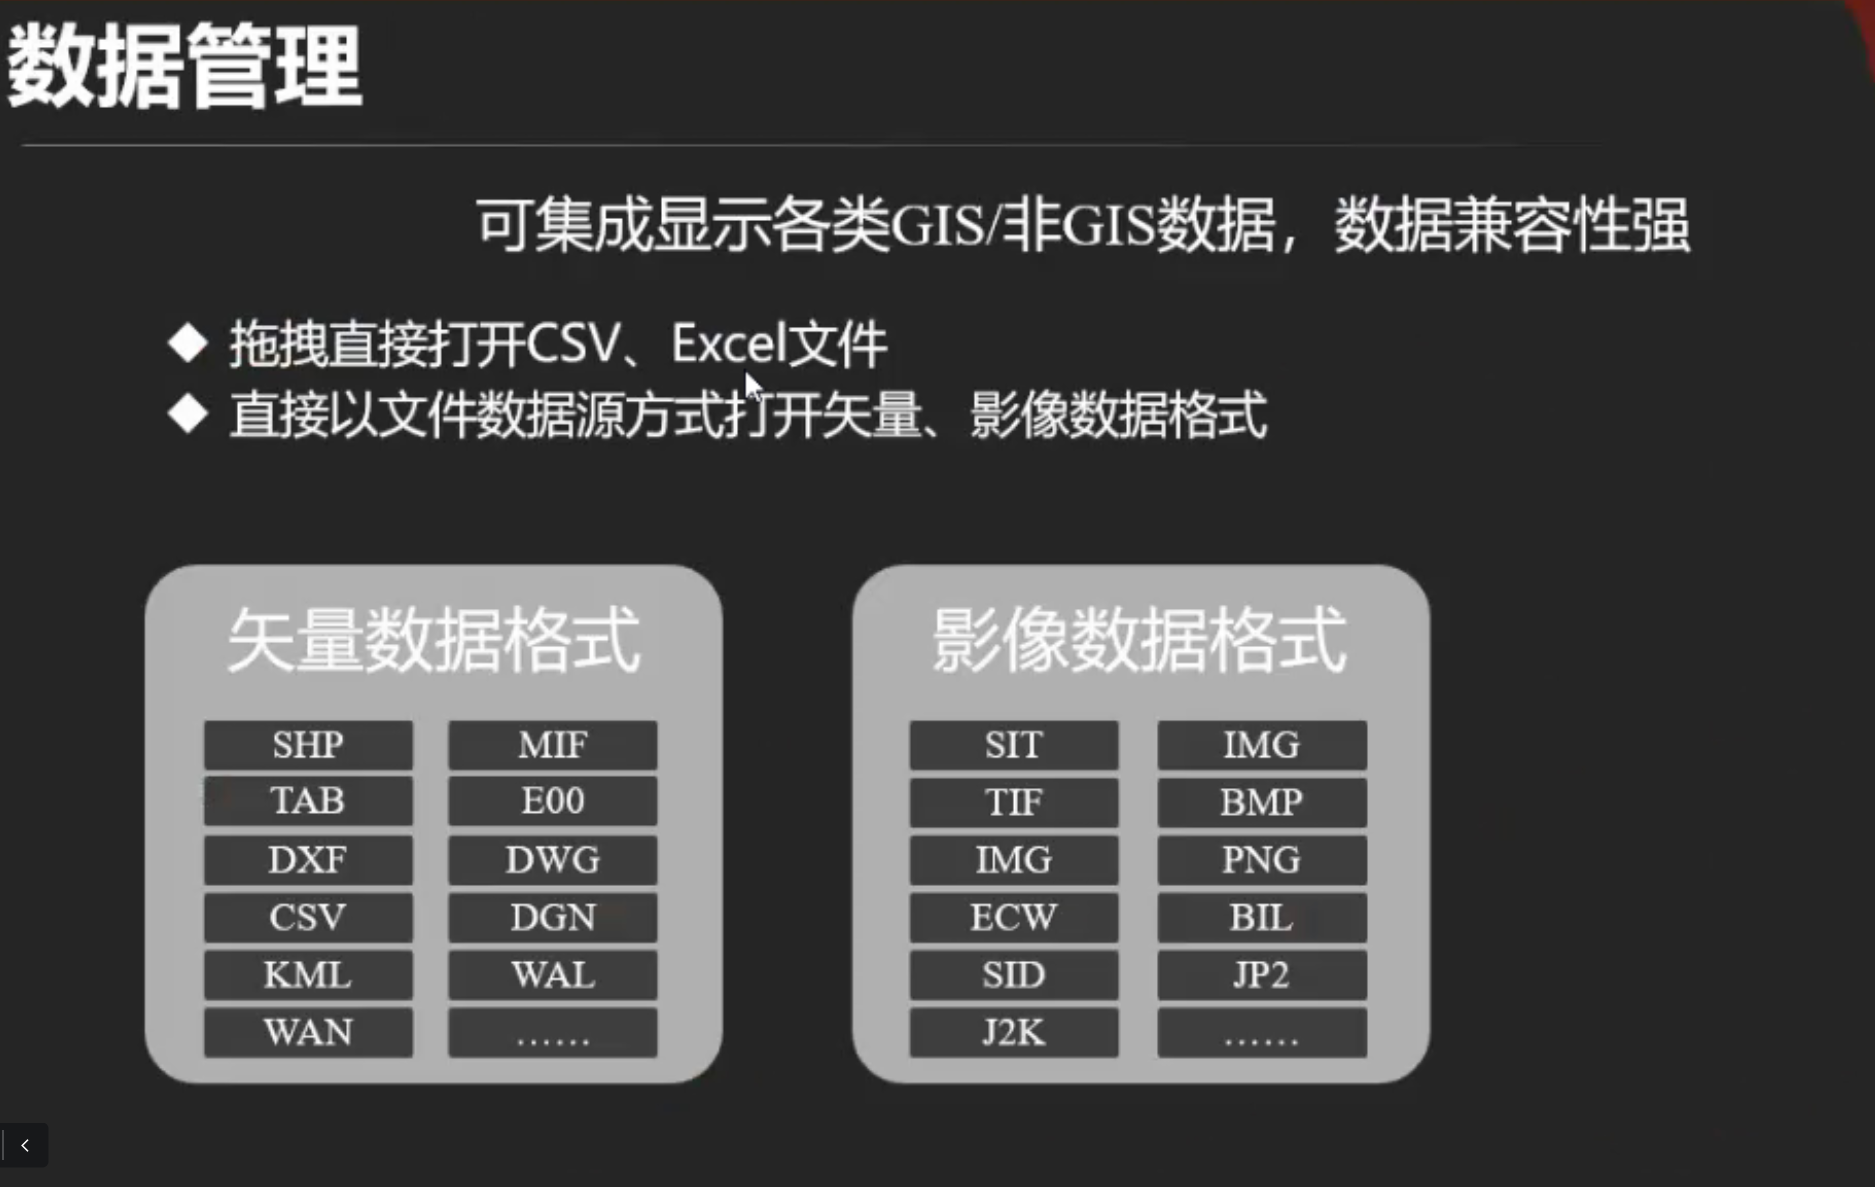 数据管理
可集成显示各类GIS/非GIS数据，数据兼容性强
◆ 拖拽直接打开CSV、Excel文件
◆ 直接以文件数据源方式打开矢量、影像数据格式
矢量数据格式
SHP MIF
TAB E00
DXF DWG
CSV DGN
KML WAL
WAN ……
影像数据格式
SIT IMG
TIF BMP
IMG PNG
ECW BIL
SID JP2
J2K ……